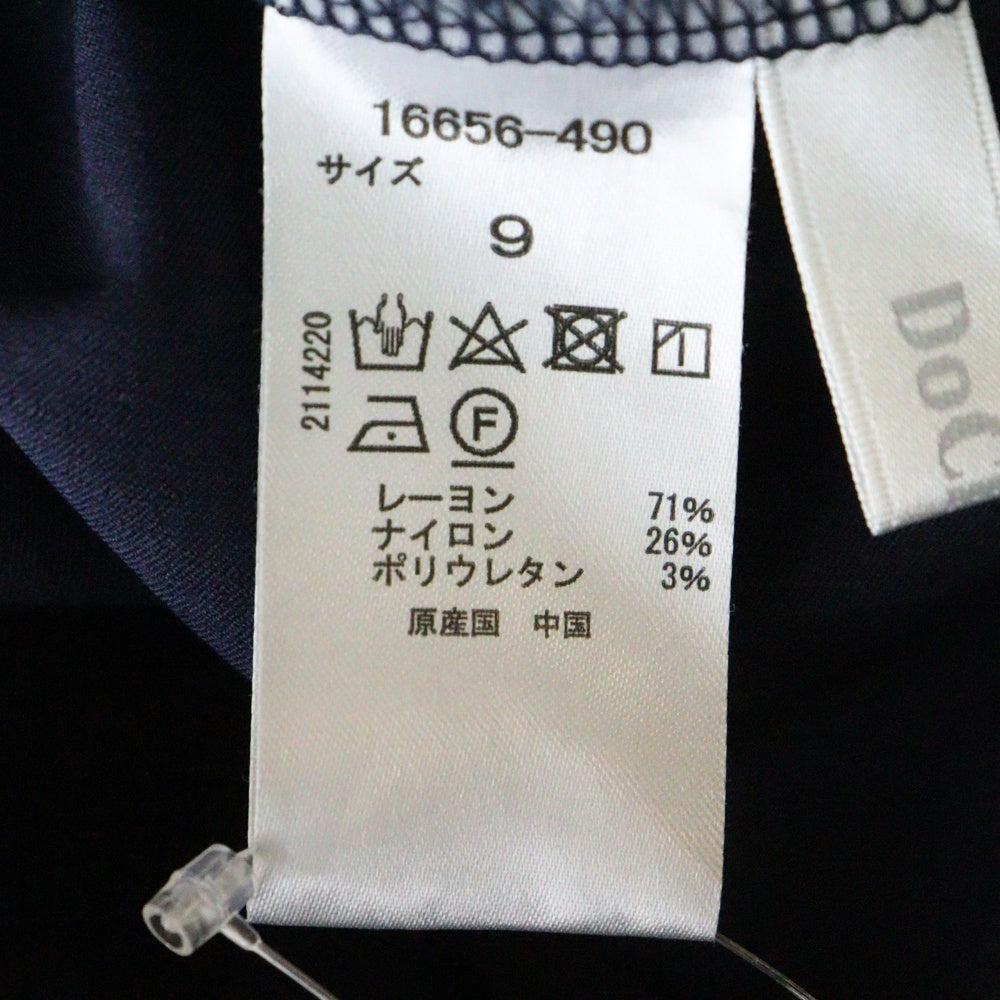 16656-490
サイズ
9
2114220
F
レーヨン 71%
ナイロン 26%
ポリウレタン 3%
原産国 中国
DoC